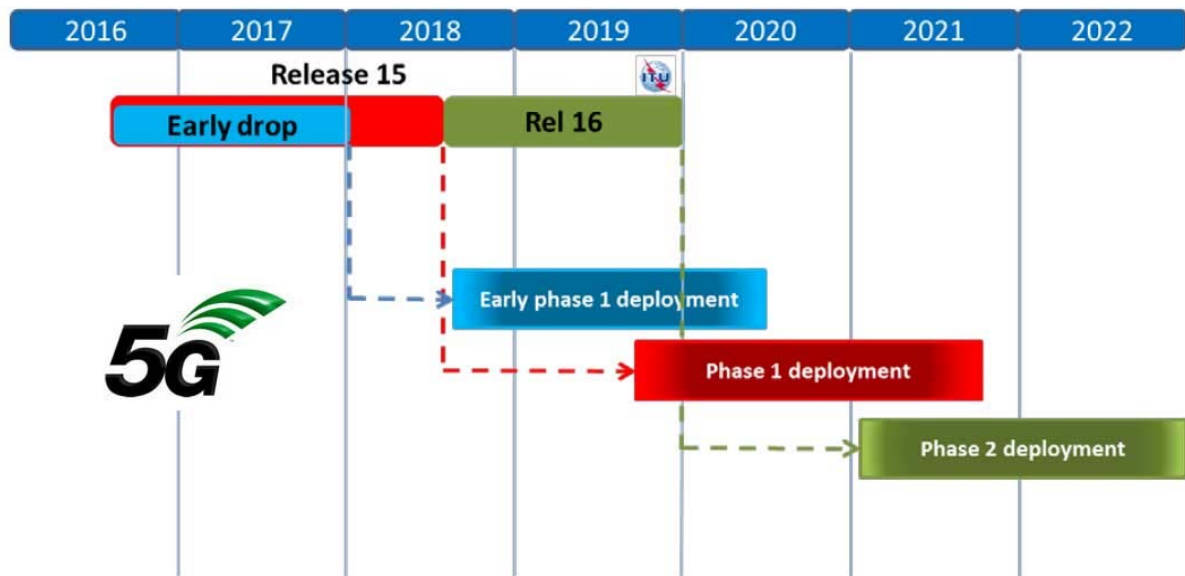 2016 2017 2018 2019 2020 2021 2022
Release 15
ITU
Early drop
Rel 16
Early phase 1 deployment
5G
Phase 1 deployment
Phase 2 deployment